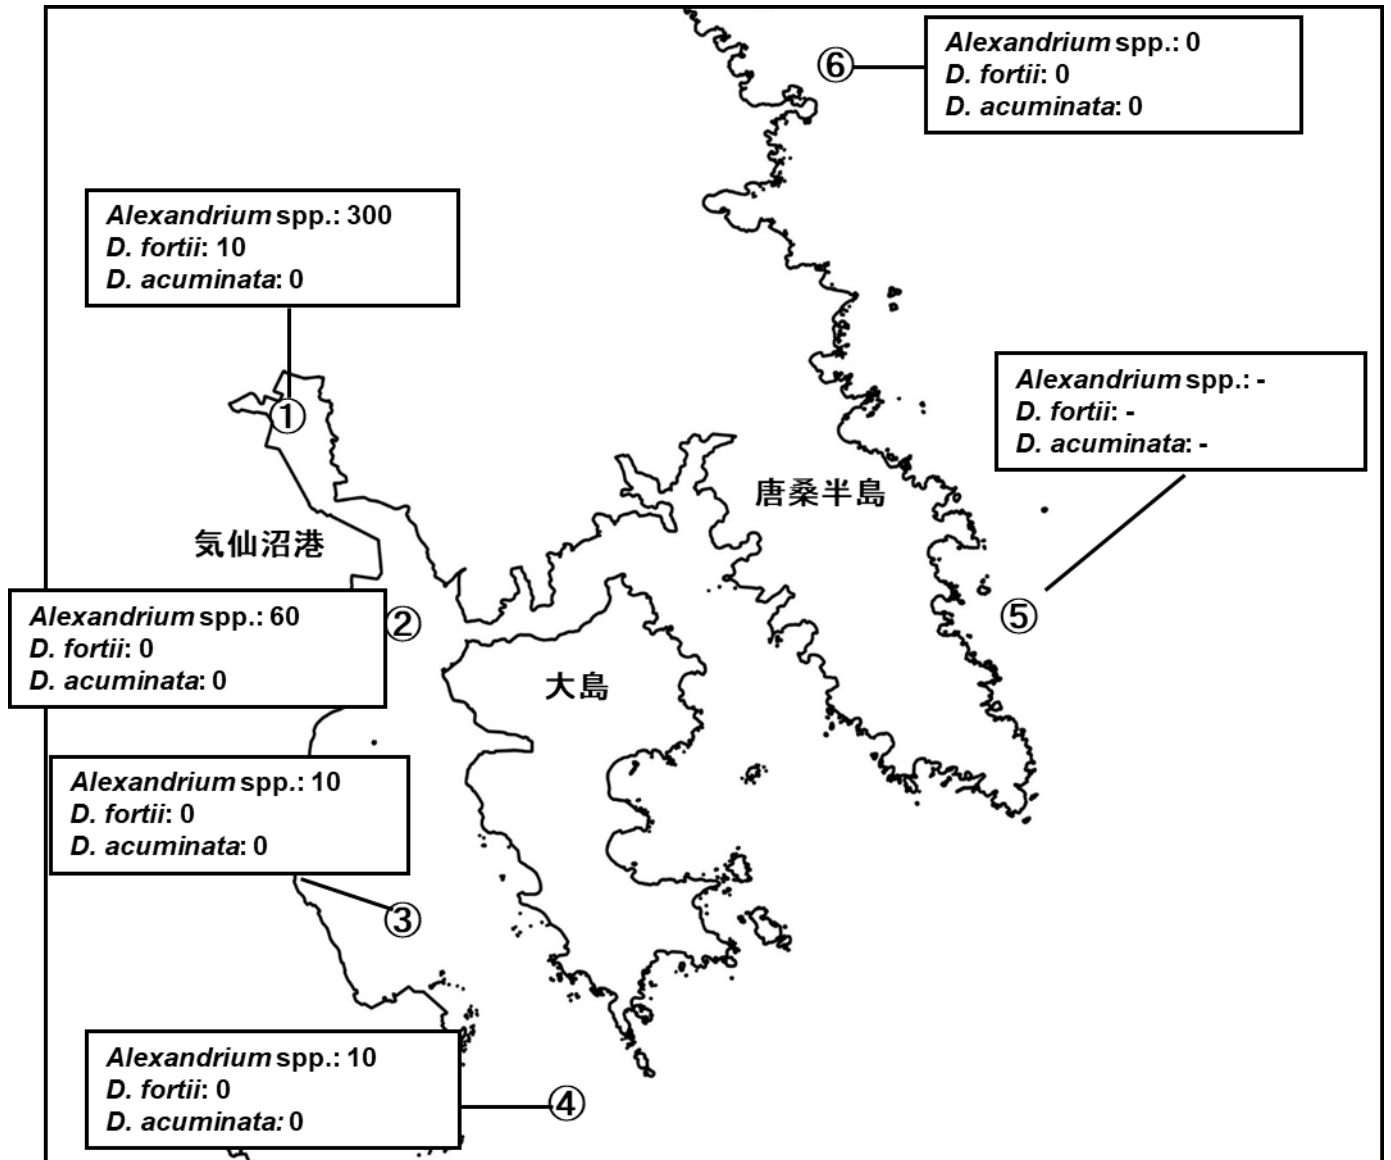 ⑥
Alexandrium spp.: 0
D. fortii: 0
D. acuminata: 0
Alexandrium spp.: 300
D. fortii: 10
D. acuminata: 0
①
Alexandrium spp.: -
D. fortii: -
D. acuminata: -
唐桑半島
気仙沼港
Alexandrium spp.: 60
D. fortii: 0
D. acuminata: 0
②
⑤
大島
Alexandrium spp.: 10
D. fortii: 0
D. acuminata: 0
③
Alexandrium spp.: 10
D. fortii: 0
D. acuminata: 0
④